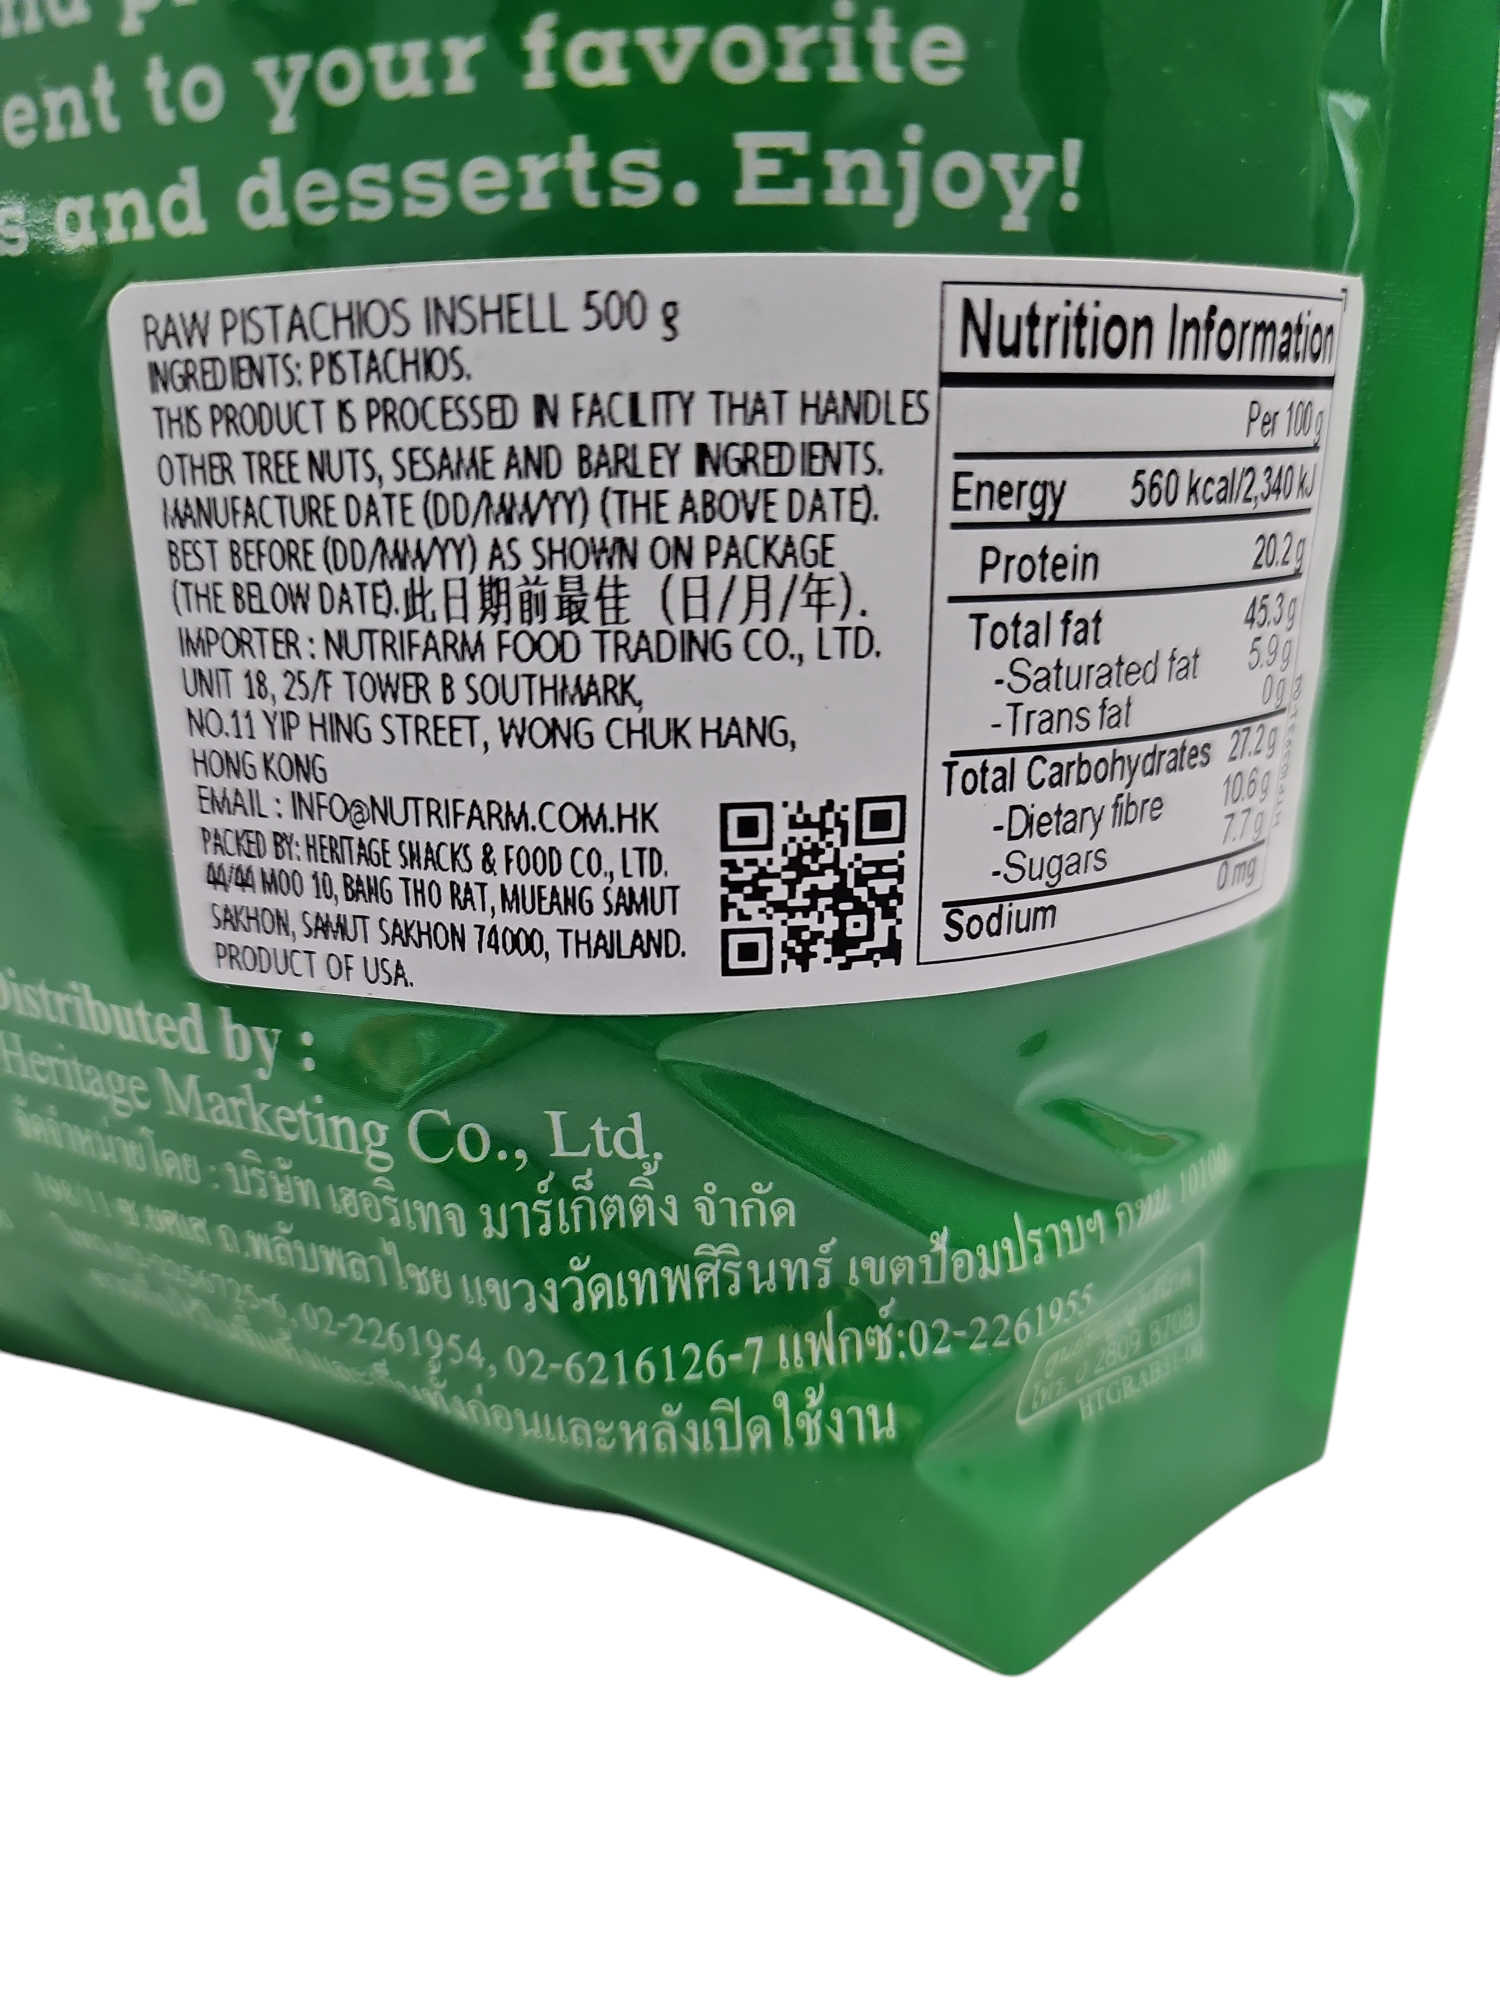 ent to your favorite
s and desserts. Enjoy!
RAW PISTACHIOS INSHELL 500 g
INGREDIENTS: PISTACHIOS.
THIS PRODUCT IS PROCESSED IN FACILITY THAT HANDLES
OTHER TREE NUTS, SESAME AND BARLEY INGREDIENTS.
MANUFACTURE DATE (DD/MM/YY) (THE ABOVE DATE).
BEST BEFORE (DD/MM/YY) AS SHOWN ON PACKAGE
(THE BELOW DATE).此日期前最佳 (日/月/年).
IMPORTER : NUTRIFARM FOOD TRADING CO., LTD.
UNIT 18, 25/F TOWER B SOUTHMARK,
NO.11 YIP HING STREET, WONG CHUK HANG,
HONG KONG
EMAIL : INFO@NUTRIFARM.COM.HK
PACKED BY: HERITAGE SNACKS & FOOD CO., LTD.
44/44 MOO 10, BANG THO RAT, MUEANG SAMUT
SAKHON, SAMUT SAKHON 74000, THAILAND.
PRODUCT OF USA.
Nutrition Information
Per 100 g
Energy 560 kcal/2,340 kJ
Protein 20.2 g
Total fat 45.3 g
-Saturated fat 5.9 g
-Trans fat 0 g
Total Carbohydrates 27.2 g
-Dietary fibre 10.6 g
-Sugars 7.7 g
Sodium 0 mg
Distributed by :
Heritage Marketing Co., Ltd.
จัดจำหน่ายโดย : บริษัท เฮอริเทจ มาร์เก็ตติ้ง จำกัด
ถ.พลับพลาไชย แขวงวัดเทพศิรินทร์ เขตป้อมปราบฯ กทม. 10100
02-2261954, 02-6216126-7 แฟกซ์:02-2261955
ทั้งก่อนและหลังเปิดใช้งาน
โทร. 0 2809 8708